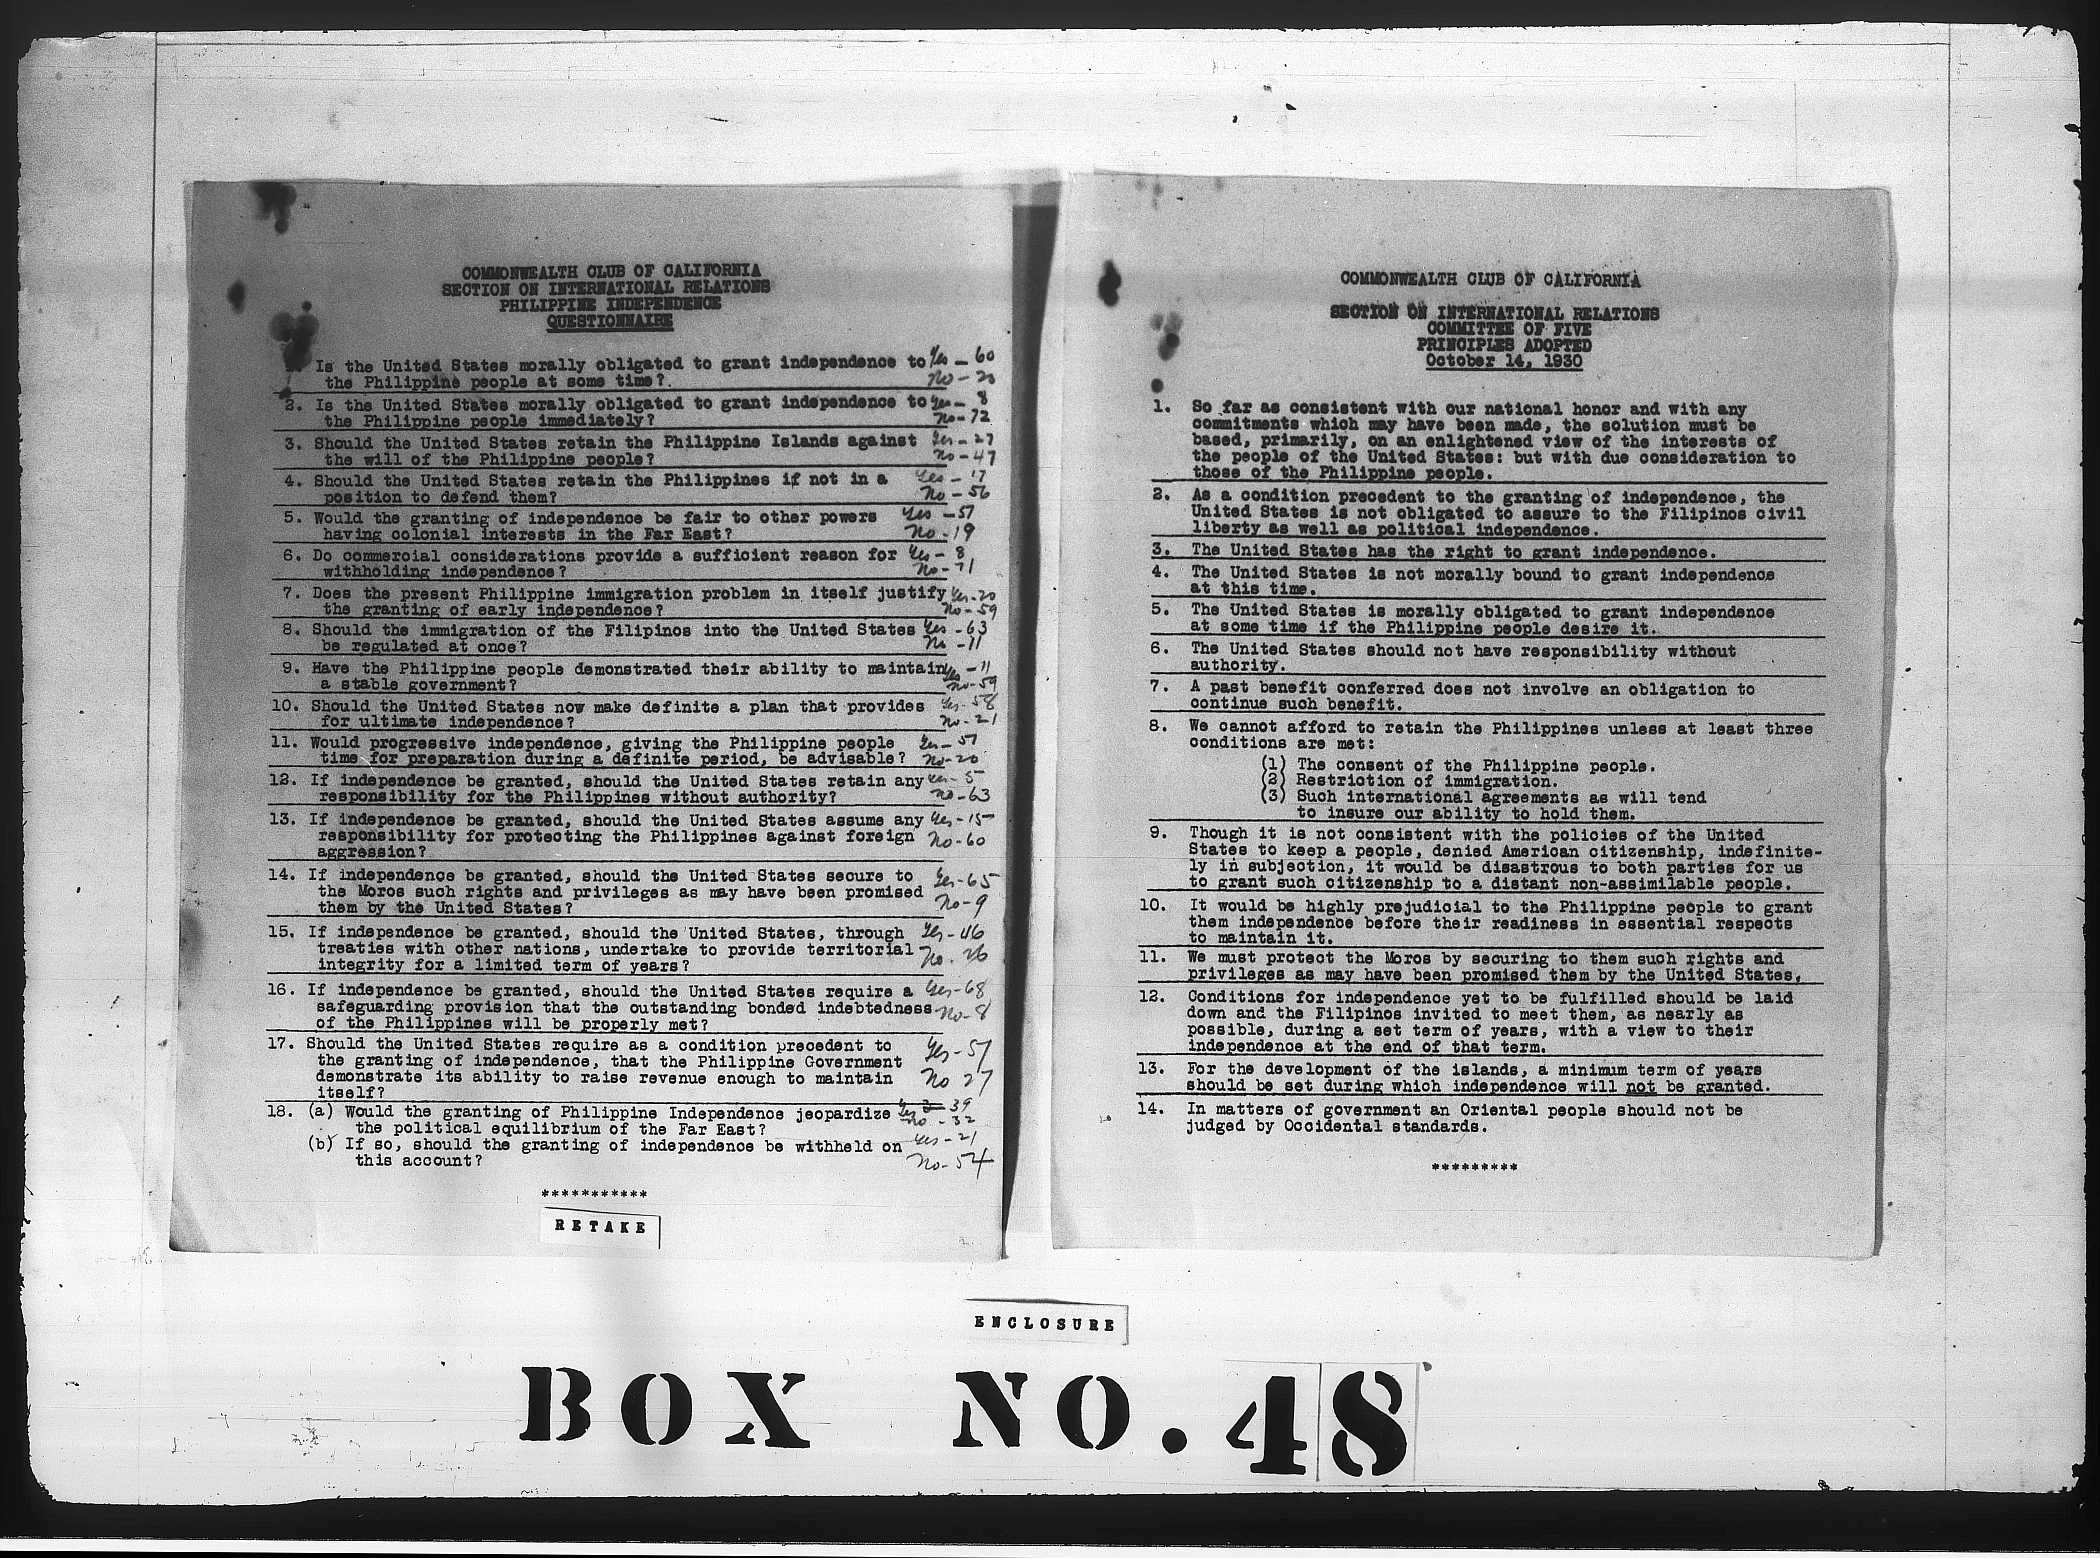 COMMONWEALTH CLUB OF CALIFORNIA
SECTION ON INTERNATIONAL RELATIONS
PHILIPPINE INDEPENDENCE
QUESTIONNAIRE
Is the United States morally obligated to grant independence to Yes - 60
the Philippine people at some time? No - 20
2. Is the United States morally obligated to grant independence to Yes - 8
the Philippine people immediately? No - 72
3. Should the United States retain the Philippine Islands against Yes - 27
the will of the Philippine people? No - 47
4. Should the United States retain the Philippines if not in a Yes - 17
position to defend them? No - 56
5. Would the granting of independence be fair to other powers Yes - 57
having colonial interests in the Far East? No - 19
6. Do commercial considerations provide a sufficient reason for Yes - 8
withholding independence? No - 71
7. Does the present Philippine immigration problem in itself justify Yes - 20
the granting of early independence? No - 59
8. Should the immigration of the Filipinos into the United States Yes - 63
be regulated at once? No - 11
9. Have the Philippine people demonstrated their ability to maintain Yes - 11
a stable government? No - 59
10. Should the United States now make definite a plan that provides Yes - 58
for ultimate independence? No - 21
11. Would progressive independence, giving the Philippine people Yes - 57
time for preparation during a definite period, be advisable? No - 20
12. If independence be granted, should the United States retain any Yes - 5
responsibility for the Philippines without authority? No - 63
13. If independence be granted, should the United States assume any Yes - 15
responsibility for protecting the Philippines against foreign No - 60
aggression?
14. If independence be granted, should the United States secure to Yes - 65
the Moros such rights and privileges as may have been promised No - 9
them by the United States?
15. If independence be granted, should the United States, through Yes - 46
treaties with other nations, undertake to provide territorial No - 26
integrity for a limited term of years?
16. If independence be granted, should the United States require a Yes - 68
safeguarding provision that the outstanding bonded indebtedness No - 8
of the Philippines will be properly met?
17. Should the United States require as a condition precedent to Yes - 51
the granting of independence, that the Philippine Government
demonstrate its ability to raise revenue enough to maintain No 27
itself?
18. (a) Would the granting of Philippine Independence jeopardize Yes 39
the political equilibrium of the Far East? No - 32
(b) If so, should the granting of independence be withheld on Yes - 21
this account? No - 54
***********
RETAKE
COMMONWEALTH CLUB OF CALIFORNIA
SECTION ON INTERNATIONAL RELATIONS
COMMITTEE OF FIVE
PRINCIPLES ADOPTED
October 14, 1930
1. So far as consistent with our national honor and with any
commitments which may have been made, the solution must be
based, primarily, on an enlightened view of the interests of
the people of the United States: but with due consideration to
those of the Philippine people.
2. As a condition precedent to the granting of independence, the
United States is not obligated to assure to the Filipinos civil
liberty as well as political independence.
3. The United States has the right to grant independence.
4. The United States is not morally bound to grant independence
at this time.
5. The United States is morally obligated to grant independence
at some time if the Philippine people desire it.
6. The United States should not have responsibility without
authority.
7. A past benefit conferred does not involve an obligation to
continue such benefit.
8. We cannot afford to retain the Philippines unless at least three
conditions are met:
(1) The consent of the Philippine people.
(2) Restriction of immigration.
(3) Such international agreements as will tend
to insure our ability to hold them.
9. Though it is not consistent with the policies of the United
States to keep a people, denied American citizenship, indefinite-
ly in subjection, it would be disastrous to both parties for us
to grant such citizenship to a distant non-assimilable people.
10. It would be highly prejudicial to the Philippine people to grant
them independence before their readiness in essential respects
to maintain it.
11. We must protect the Moros by securing to them such rights and
privileges as may have been promised them by the United States.
12. Conditions for independence yet to be fulfilled should be laid
down and the Filipinos invited to meet them, as nearly as
possible, during a set term of years, with a view to their
independence at the end of that term.
13. For the development of the islands, a minimum term of years
should be set during which independence will not be granted.
14. In matters of government an Oriental people should not be
judged by Occidental standards.
*********
ENCLOSURE
BOX NO. 48